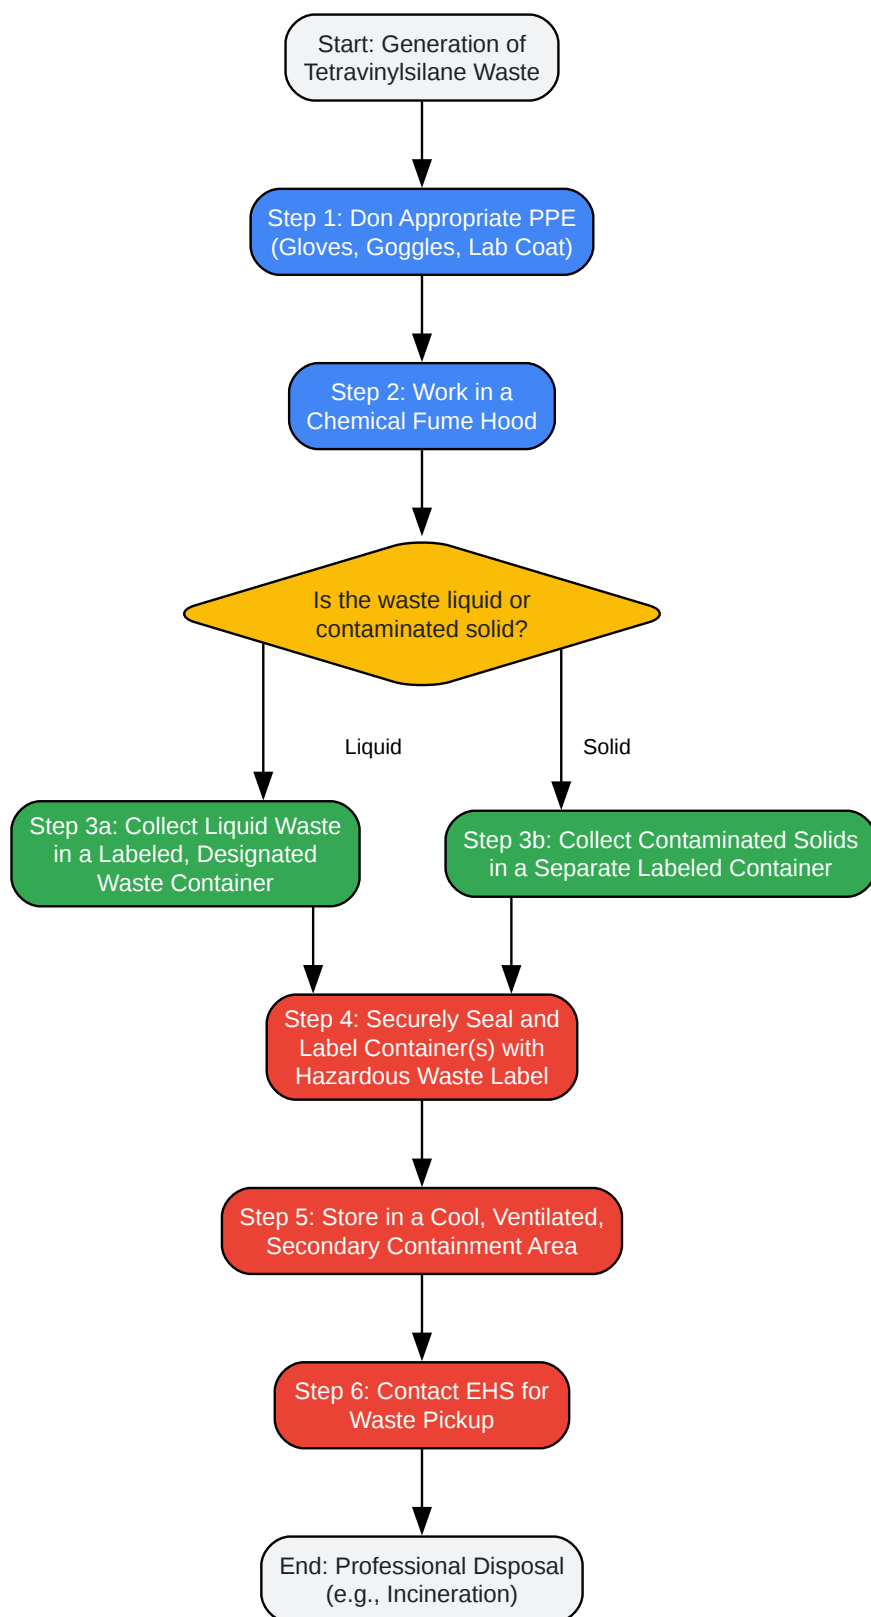 Start: Generation of
Tetravinylsilane Waste
Step 1: Don Appropriate PPE
(Gloves, Goggles, Lab Coat)
Step 2: Work in a
Chemical Fume Hood
Is the waste liquid or
contaminated solid?
Liquid
Solid
Step 3a: Collect Liquid Waste
in a Labeled, Designated
Waste Container
Step 3b: Collect Contaminated Solids
in a Separate Labeled Container
Step 4: Securely Seal and
Label Container(s) with
Hazardous Waste Label
Step 5: Store in a Cool, Ventilated,
Secondary Containment Area
Step 6: Contact EHS for
Waste Pickup
End: Professional Disposal
(e.g., Incineration)